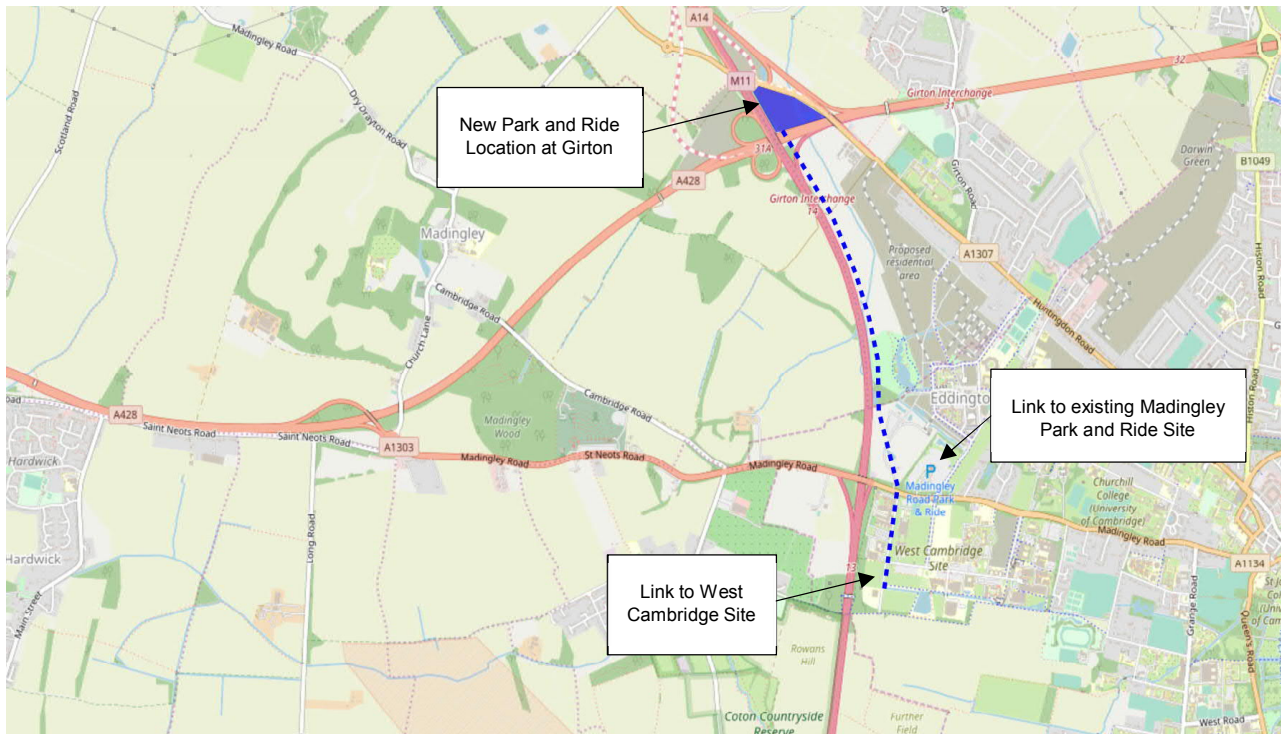 A14
Madingley Road
Scotland Road
Dry Drayton Road
M11
32
Girton Interchange
31
New Park and Ride
Location at Girton
31A
A428
Girton Interchange
14
Girton Road
Darwin
Green
B1049
Histon Road
Madingley
Proposed
residential
area
A1307
Huntingdon Road
Cambridge Road
Church Lane
Cambridge Road
Madingley
Wood
Eddington
Link to existing Madingley
Park and Ride Site
Histon Road
A428
Saint Neots Road
Saint Neots Road
A1303
Madingley Road
St Neots Road
Madingley Road
P
Madingley
Road Park
& Ride
Churchill
College
(University
of Cambridge)
Madingley Road
Hardwick
Hardwick
Long Road
Main Street
13
West Cambridge
Site
A1134
Link to West
Cambridge Site
Grange Road
Queen's Road
Rowans
Hill
Coton Countryside
Reserve
Further
Field
West Road